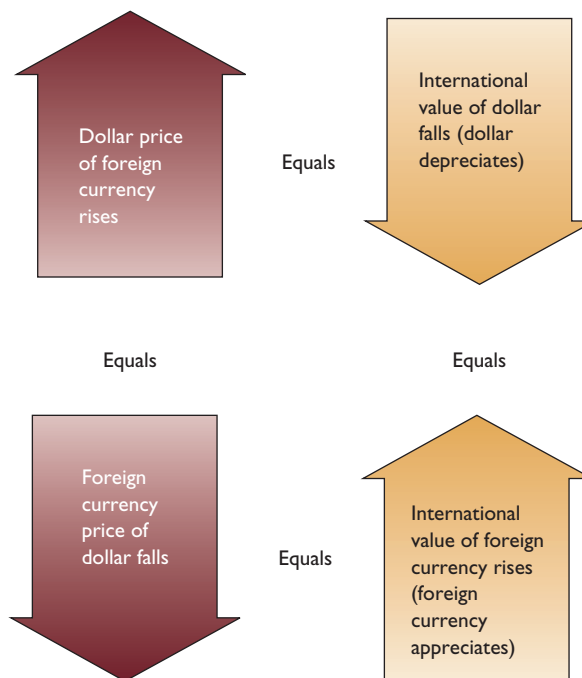 Dollar price
of foreign
currency
rises
Equals
International
value of dollar
falls (dollar
depreciates)
Equals
Equals
Foreign
currency
price of
dollar falls
Equals
International
value of foreign
currency rises
(foreign
currency
appreciates)